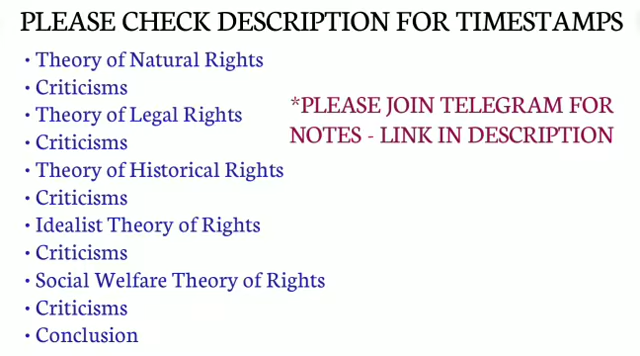 PLEASE CHECK DESCRIPTION FOR TIMESTAMPS
• Theory of Natural Rights
• Criticisms
• Theory of Legal Rights
• Criticisms
• Theory of Historical Rights
• Criticisms
• Idealist Theory of Rights
• Criticisms
• Social Welfare Theory of Rights
• Criticisms
• Conclusion
*PLEASE JOIN TELEGRAM FOR
NOTES - LINK IN DESCRIPTION